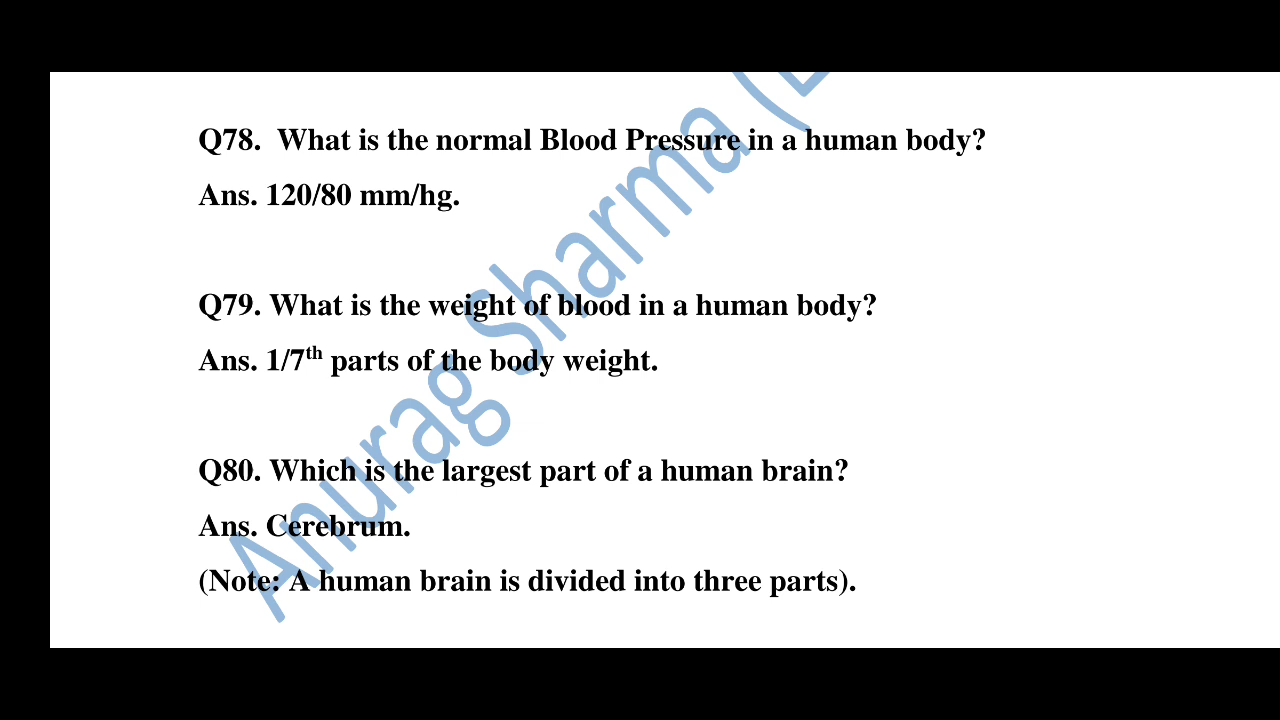 Q78.  What is the normal Blood Pressure in a human body?
Ans. 120/80 mm/hg.
Q79. What is the weight of blood in a human body?
Ans. 1/7th parts of the body weight.
Q80. Which is the largest part of a human brain?
Ans. Cerebrum.
(Note: A human brain is divided into three parts).
Anurag Sharma (